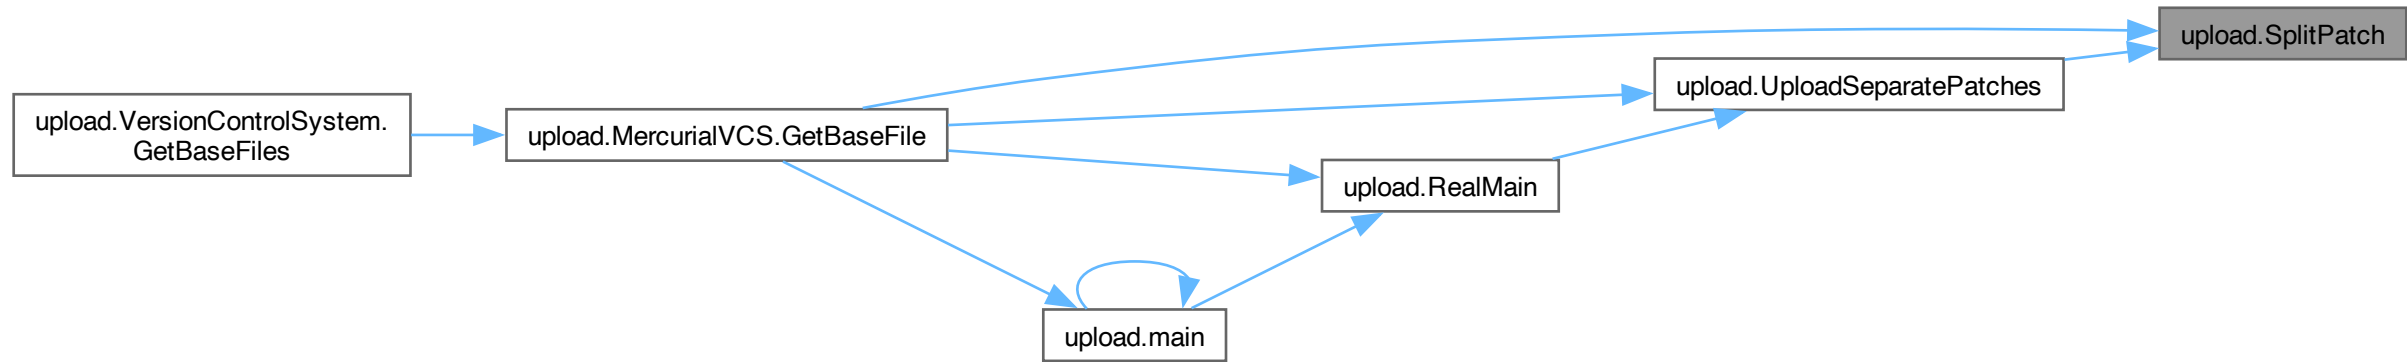 upload.SplitPatch
upload.UploadSeparatePatches
upload.VersionControlSystem.
GetBaseFiles
upload.MercurialVCS.GetBaseFile
upload.RealMain
upload.main